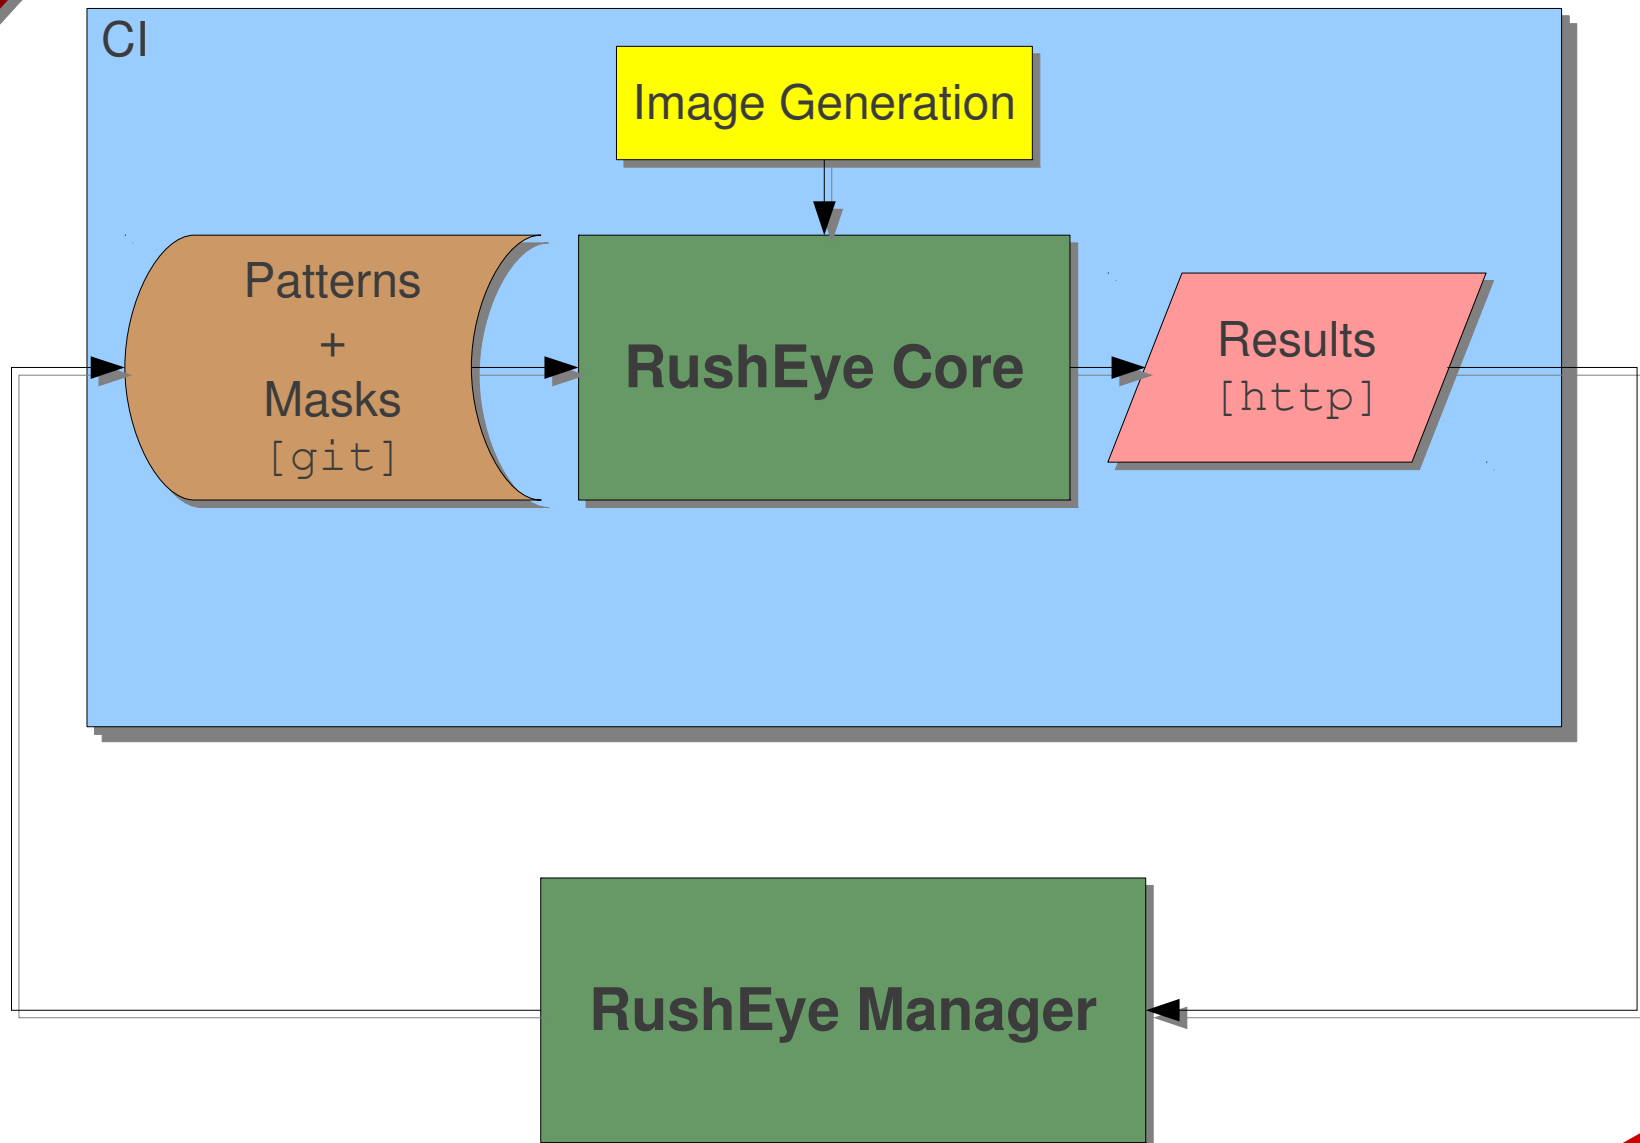 CI
Image Generation
Patterns
+
Masks
[git]
RushEye Core
Results
[http]
RushEye Manager